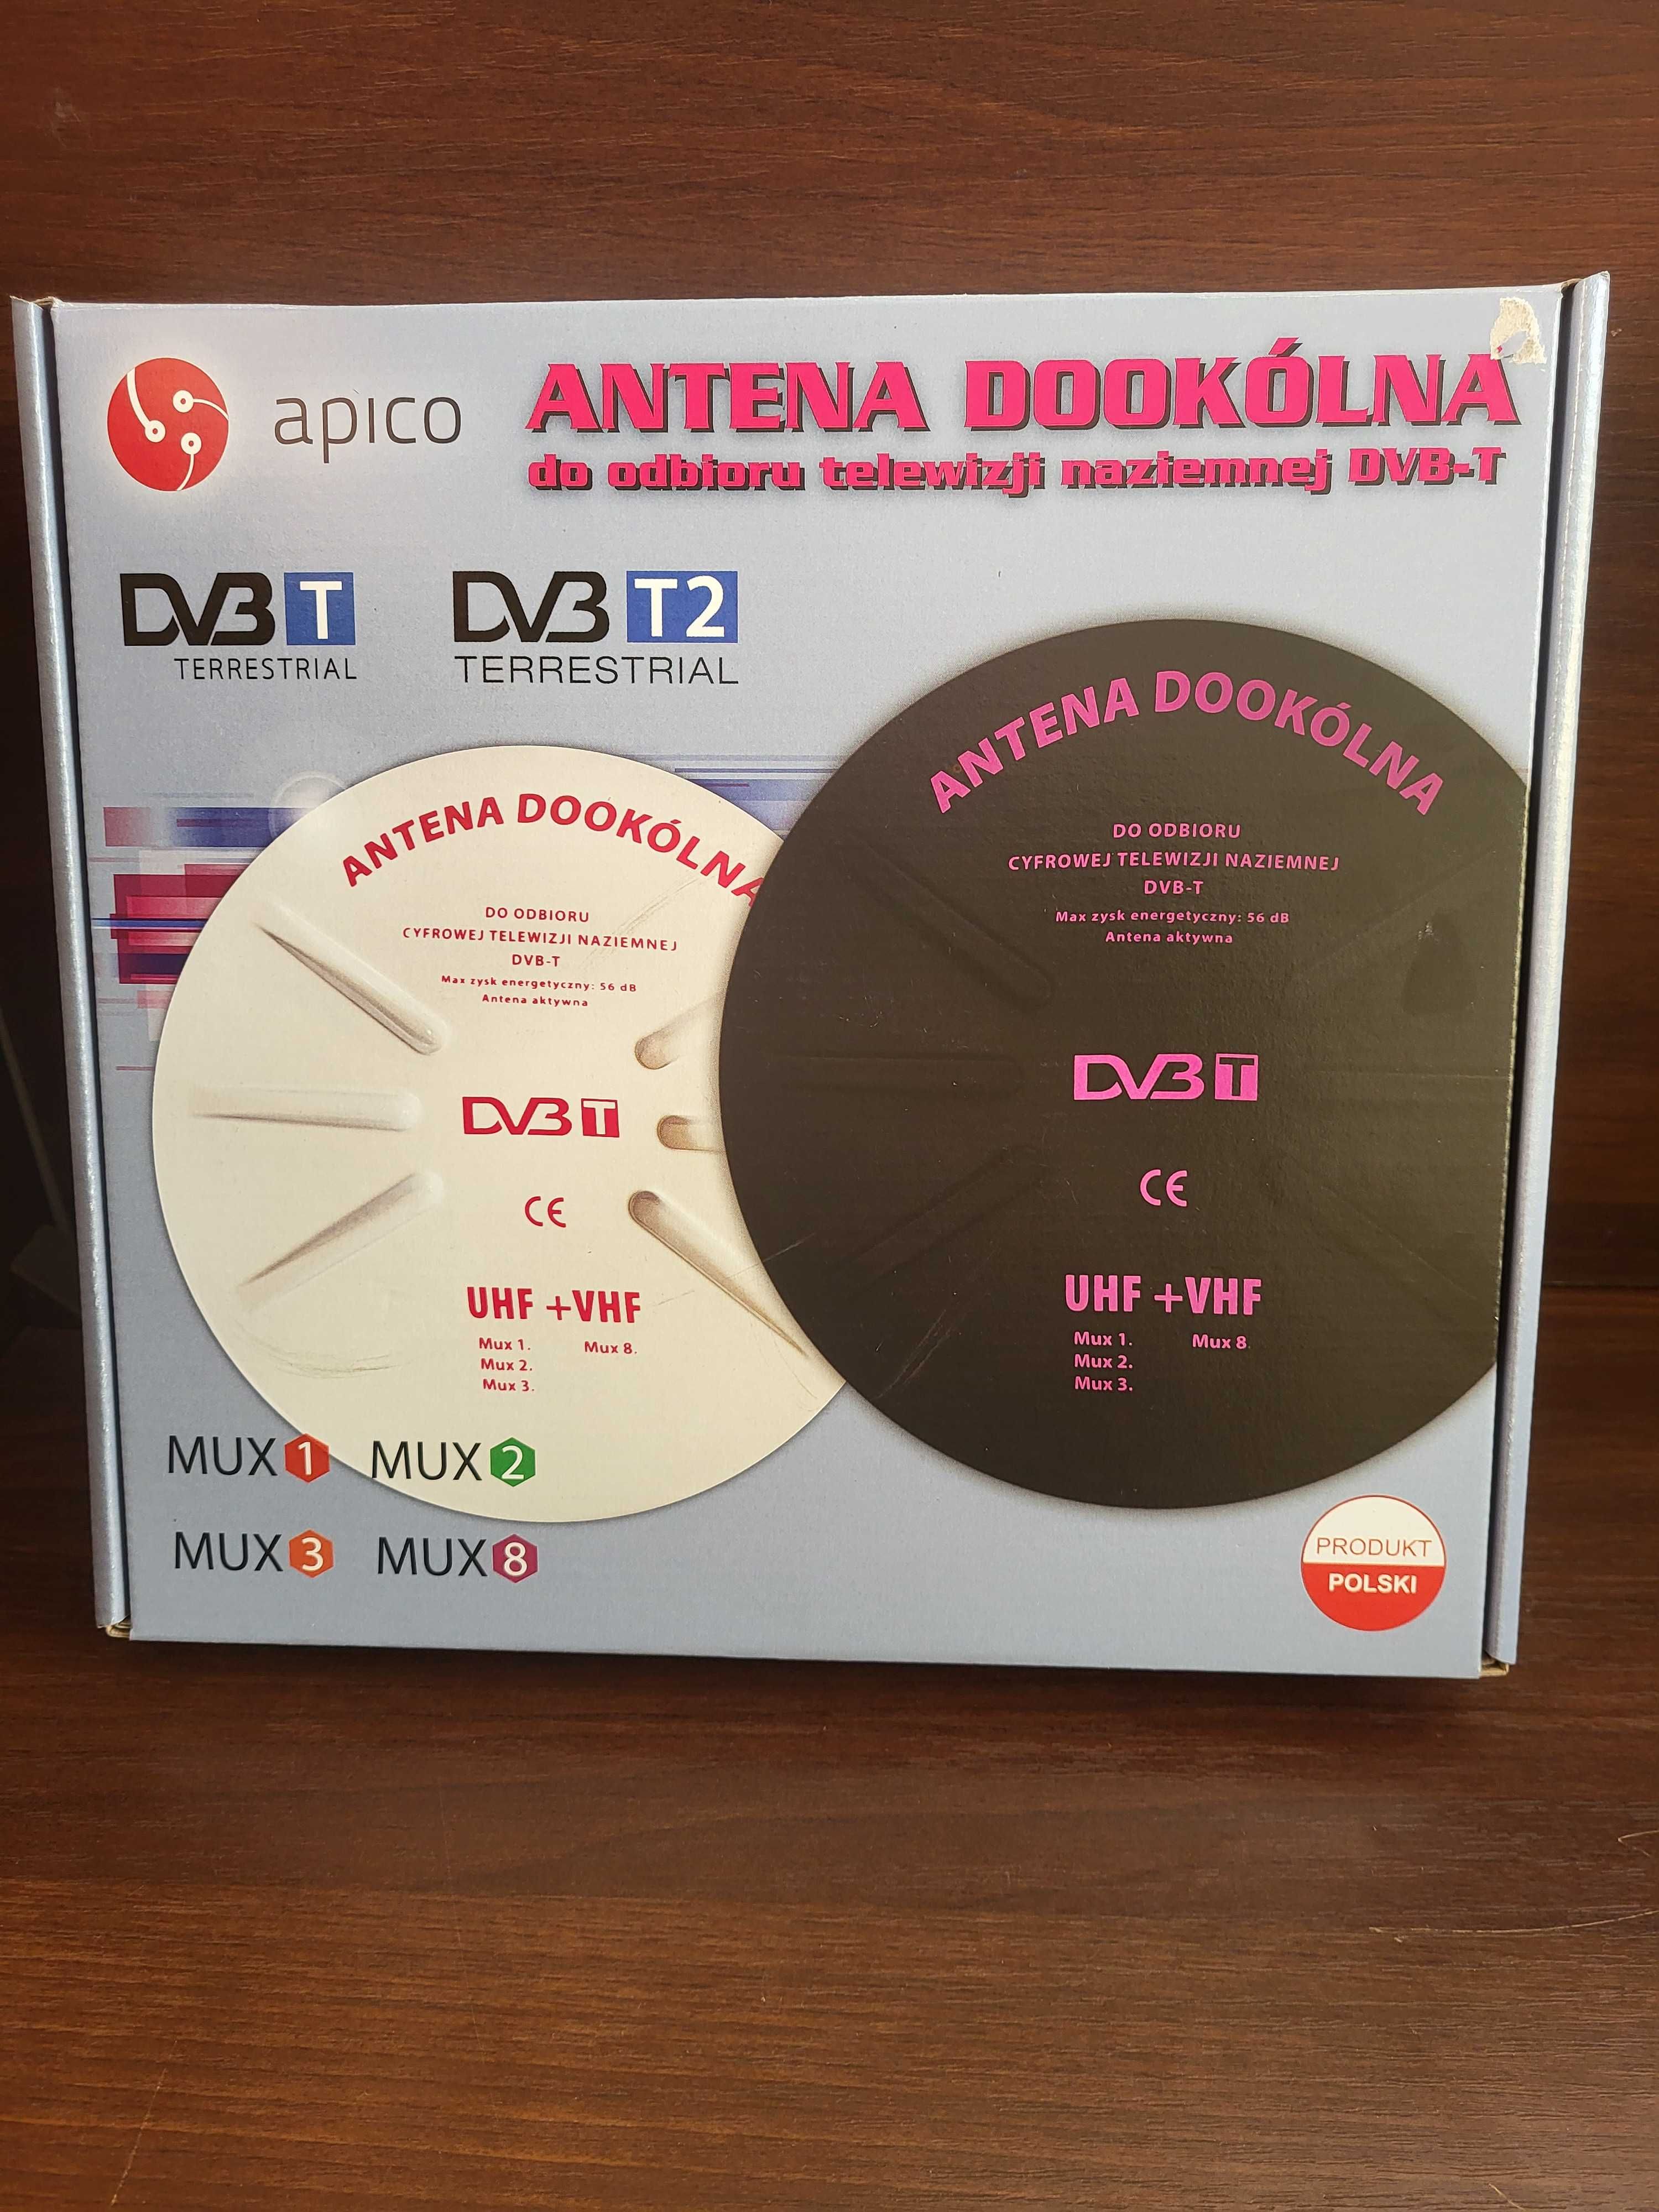 apico
ANTENA DOOKÓLNA
do odbioru telewizji naziemnej DVB-T
DVB T
TERRESTRIAL
DVB T2
TERRESTRIAL
ANTENA DOOKÓLNA
DO ODBIORU
CYFROWEJ TELEWIZJI NAZIEMNEJ
DVB-T
Max zysk energetyczny: 56 dB
Antena aktywna
DVB T
CE
UHF +VHF
Mux 1. Mux 8.
Mux 2.
Mux 3.
ANTENA DOOKÓLNA
DO ODBIORU
CYFROWEJ TELEWIZJI NAZIEMNEJ
DVB-T
Max zysk energetyczny: 56 dB
Antena aktywna
DVB T
CE
UHF +VHF
Mux 1. Mux 8.
Mux 2.
Mux 3.
MUX 1 MUX 2
MUX 3 MUX 8
PRODUKT
POLSKI